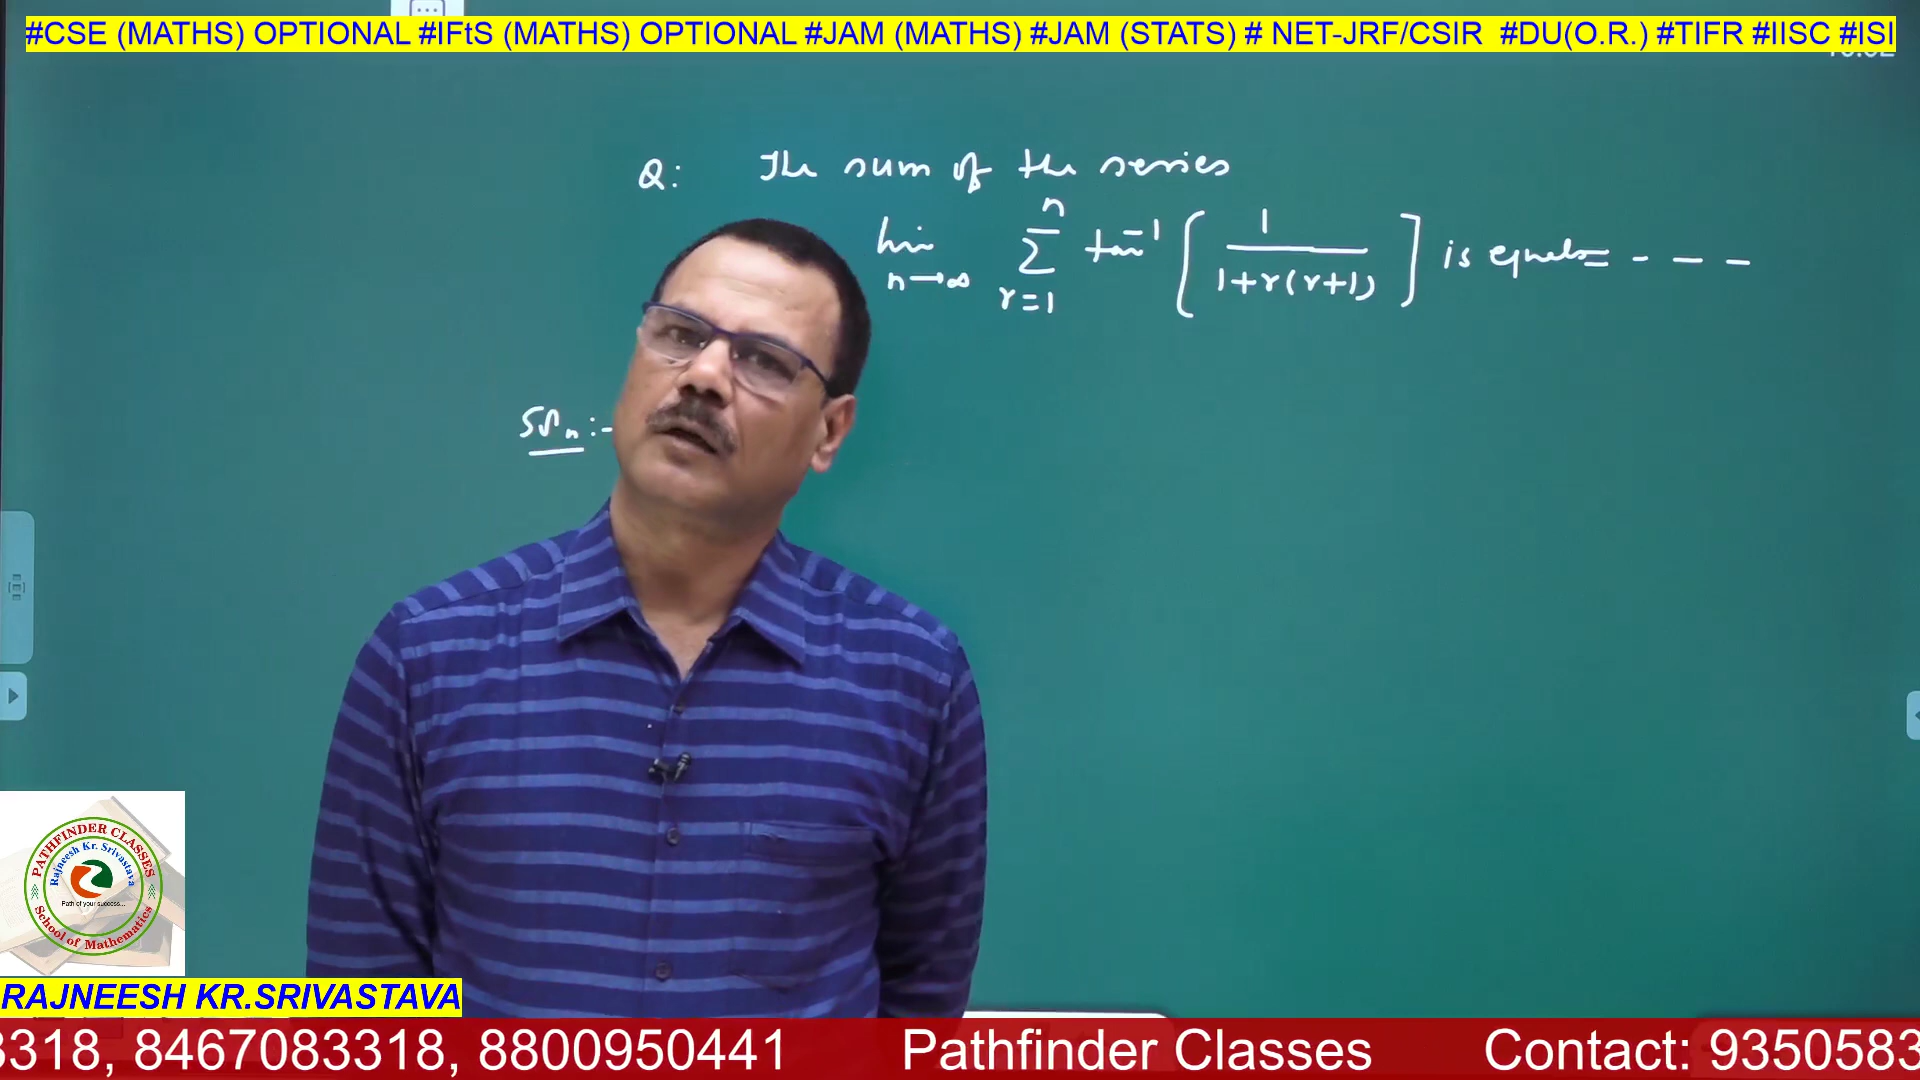 #CSE (MATHS) OPTIONAL #IFtS (MATHS) OPTIONAL #JAM (MATHS) #JAM (STATS) # NET-JRF/CSIR #DU(O.R.) #TIFR #IISC #ISI
Q: The sum of the series
lim n→∞ Σ r=1 n tan⁻¹ [ 1 / 1+r(r+1) ] is equals = - - -
Solⁿ :-
PATHFINDER CLASSES
Rajneesh Kr. Srivastava
Path of your success...
School of Mathematics
RAJNEESH KR.SRIVASTAVA
3318, 8467083318, 8800950441 Pathfinder Classes Contact: 9350583